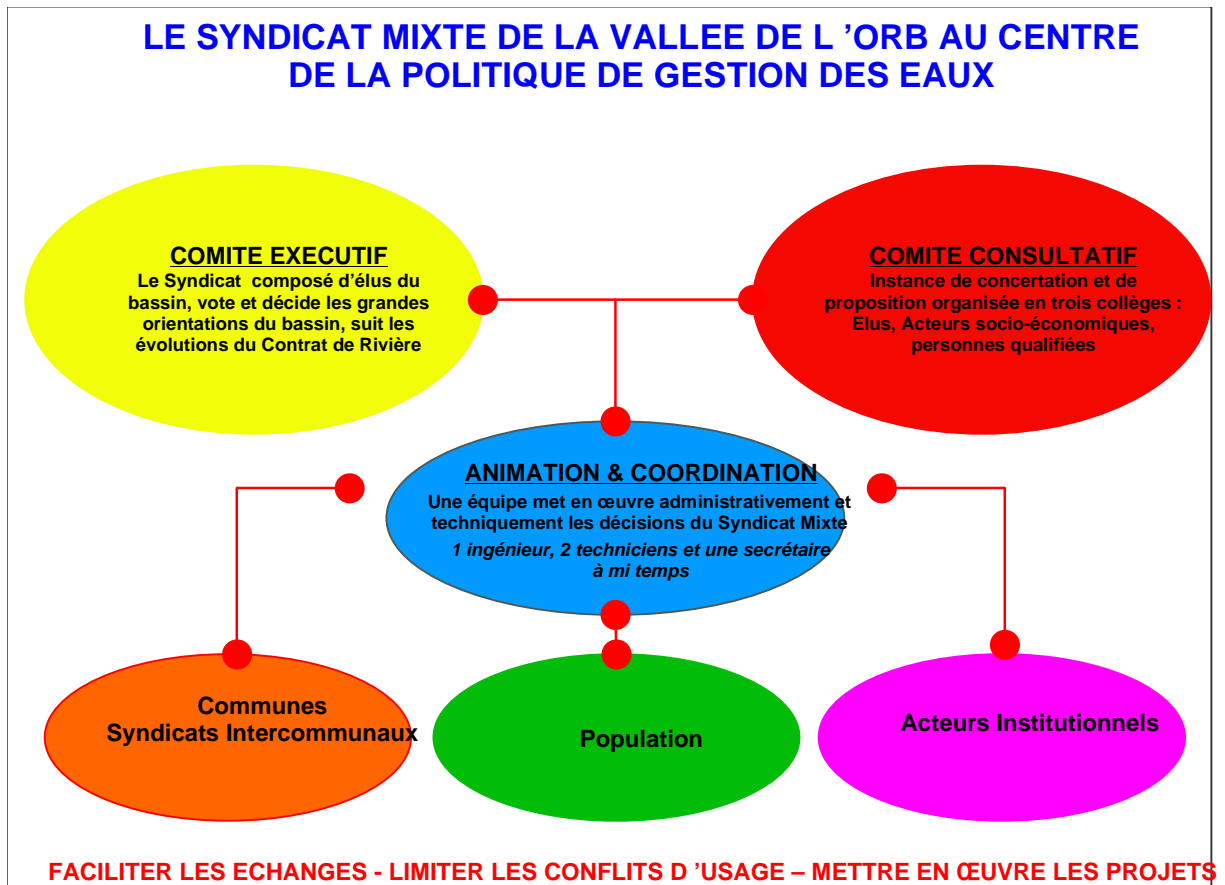 LE SYNDICAT MIXTE DE LA VALLEE DE L ’ORB AU CENTRE
DE LA POLITIQUE DE GESTION DES EAUX
COMITE EXECUTIF
Le Syndicat composé d’élus du
bassin, vote et décide les grandes
orientations du bassin, suit les
évolutions du Contrat de Rivière
COMITE CONSULTATIF
Instance de concertation et de
proposition organisée en trois collèges :
Elus, Acteurs socio-économiques,
personnes qualifiées
ANIMATION & COORDINATION
Une équipe met en œuvre administrativement et
techniquement les décisions du Syndicat Mixte
1 ingénieur, 2 techniciens et une secrétaire
à mi temps
Communes
Syndicats Intercommunaux
Population
Acteurs Institutionnels
FACILITER LES ECHANGES - LIMITER LES CONFLITS D ’USAGE – METTRE EN ŒUVRE LES PROJETS